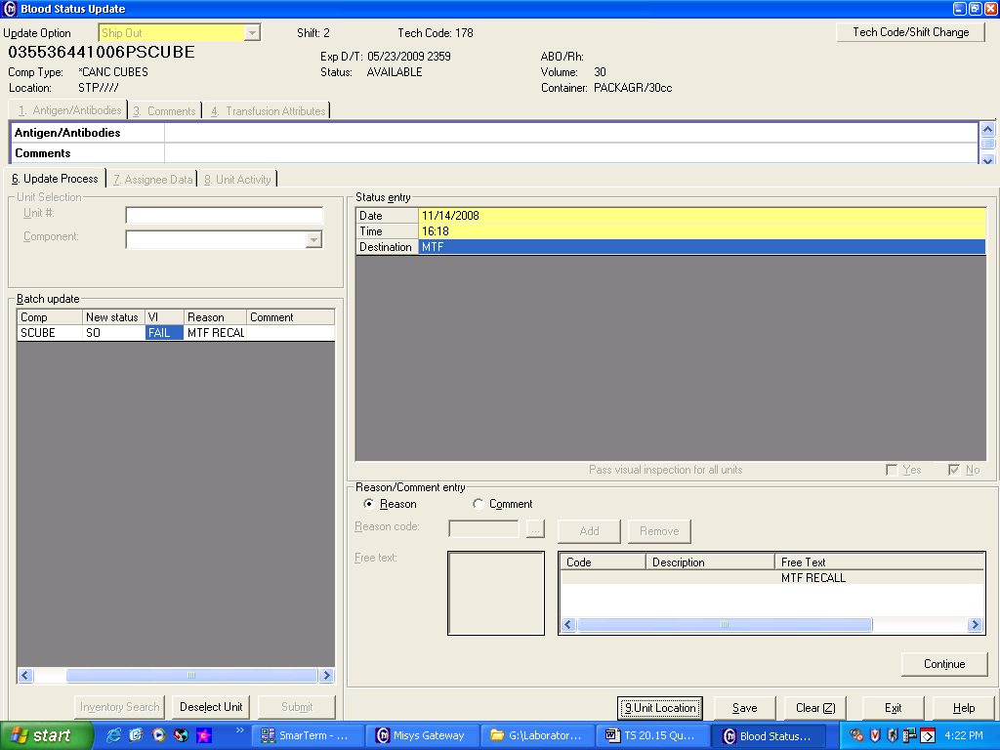 Blood Status Update
Update Option Ship Out Shift: 2 Tech Code: 178 Tech Code/Shift Change
035536441006PSCUBE
Exp D/T: 05/23/2009 2359 ABO/Rh:
Comp Type: *CANC CUBES Status: AVAILABLE Volume: 30
Location: STP//// Container: PACKAGR/30cc
1. Antigen/Antibodies 3. Comments 4. Transfusion Attributes
Antigen/Antibodies
Comments
6. Update Process 7. Assignee Data 8. Unit Activity
Unit Selection
Unit #:
Component:
Status entry
Date 11/14/2008
Time 16:18
Destination MTF
Batch update
Comp New status VI Reason Comment
SCUBE SO FAIL MTF RECAL
Pass visual inspection for all units Yes No
Reason/Comment entry
Reason Comment
Reason code: ... Add Remove
Free text:
Code Description Free Text
MTF RECALL
Continue
Inventory Search Deselect Unit Submit
9.Unit Location Save Clear (Z) Exit Help
start » SmarTerm - ... Misys Gateway G:\Laborator... TS 20.15 Qu... Blood Status... 4:22 PM